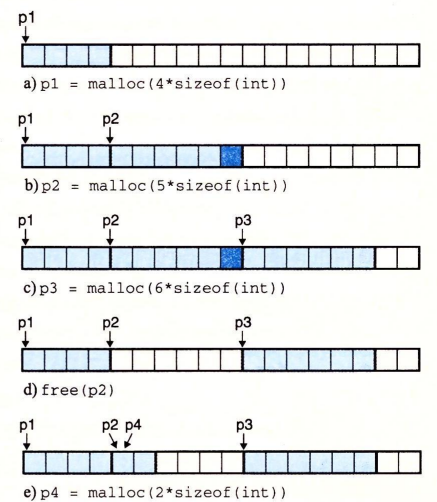 p1
a) p1 = malloc(4*sizeof(int))
p1 p2
b) p2 = malloc(5*sizeof(int))
p1 p2 p3
c) p3 = malloc(6*sizeof(int))
p1 p2 p3
d) free(p2)
p1 p2 p4 p3
e) p4 = malloc(2*sizeof(int))